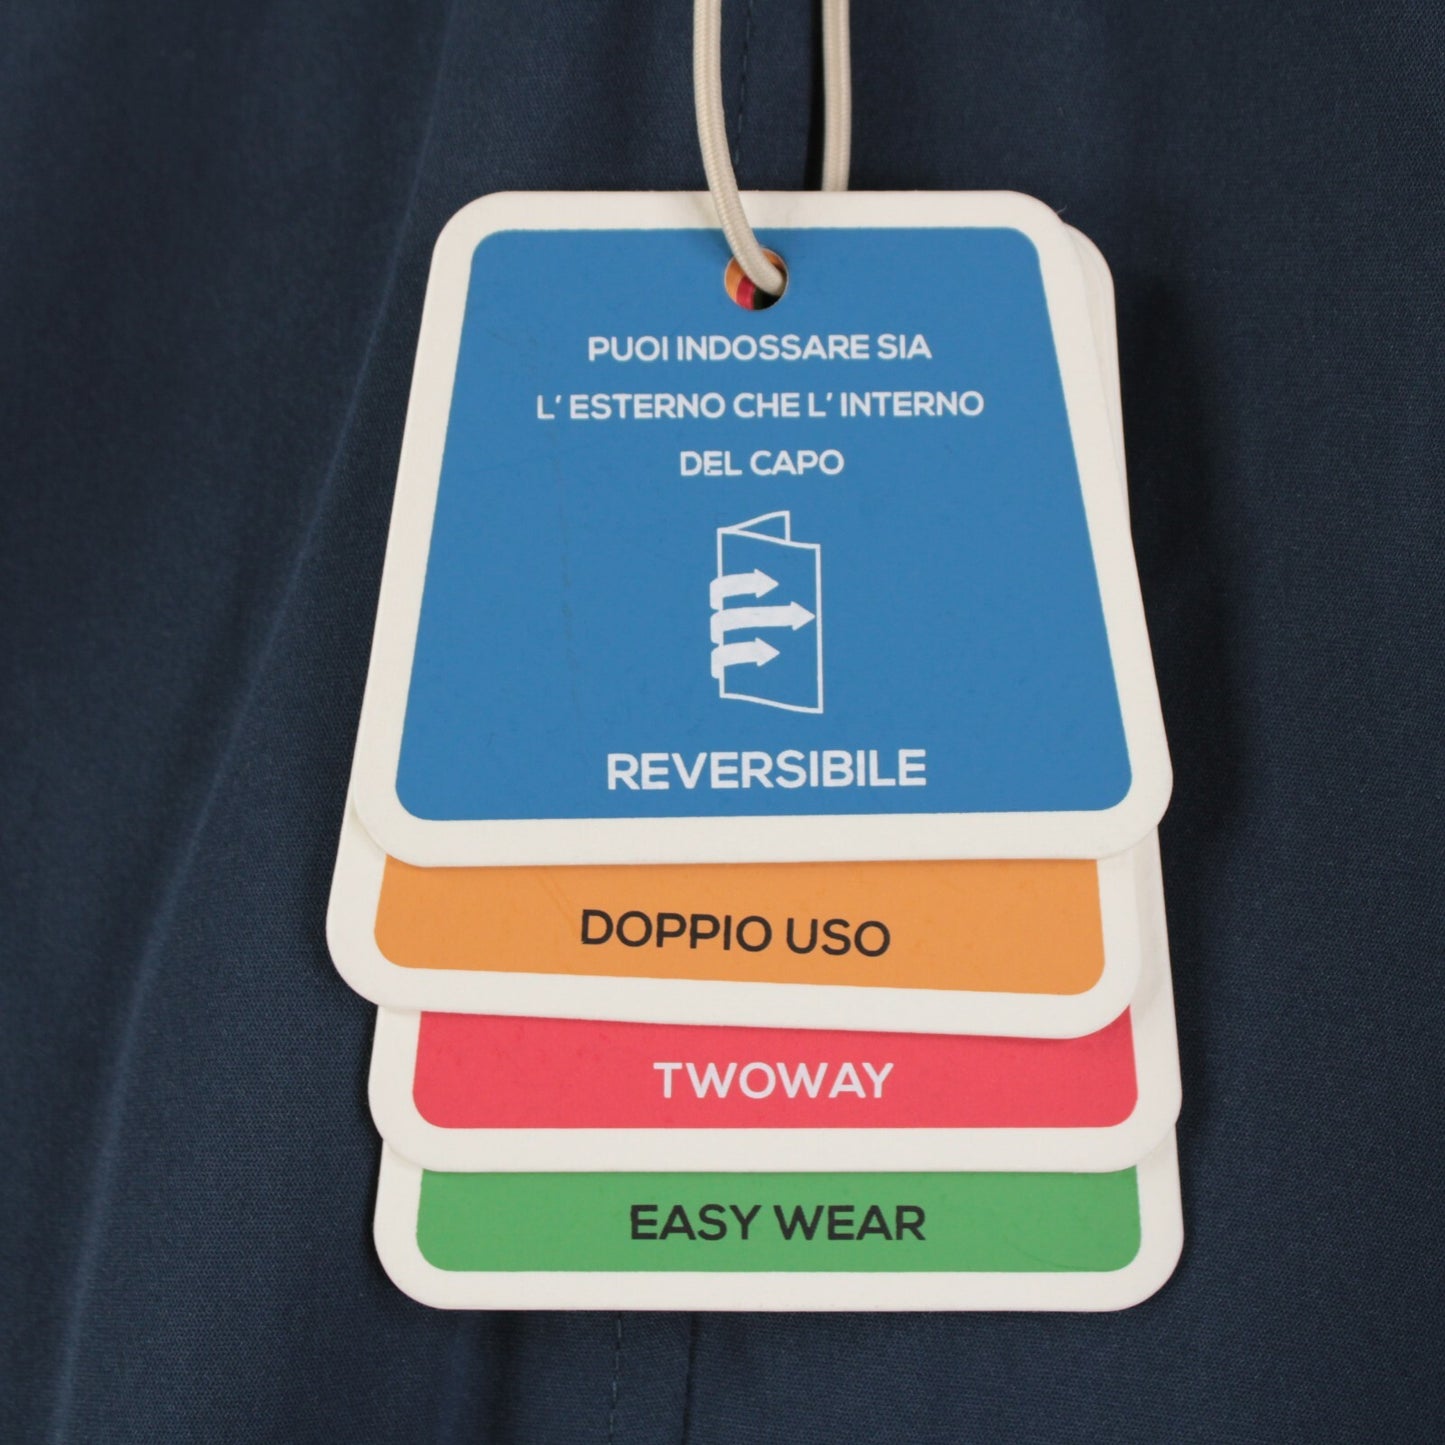 PUOI INDOSSARE SIA
L' ESTERNO CHE L' INTERNO
DEL CAPO
REVERSIBILE
DOPPIO USO
TWOWAY
EASY WEAR